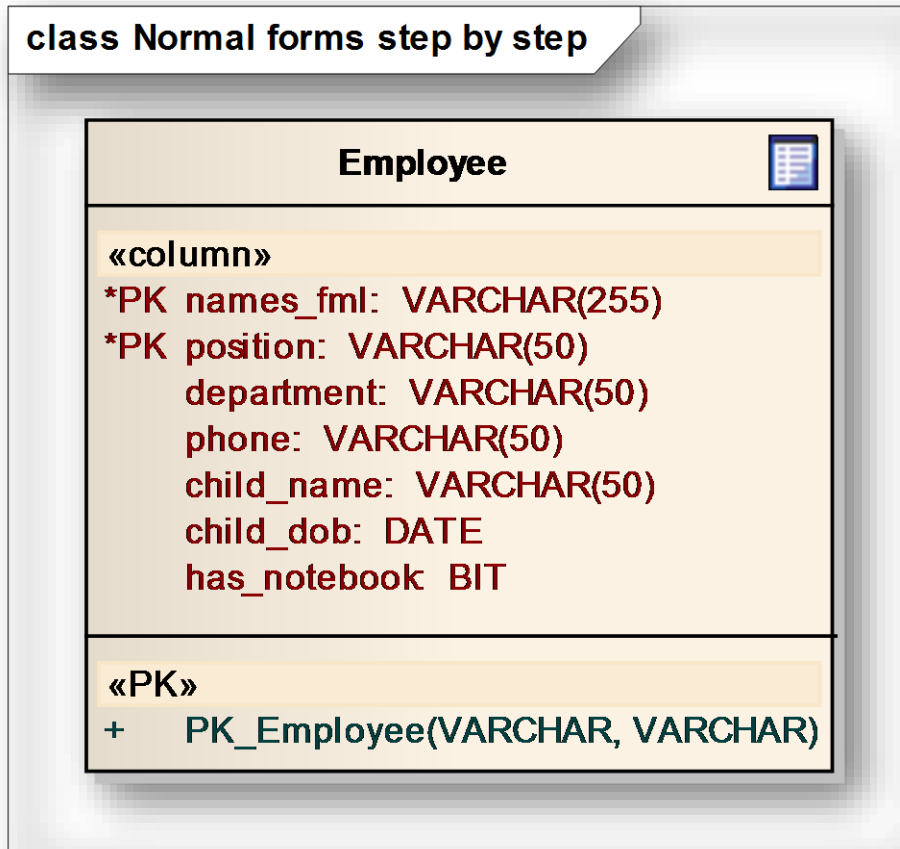 class Normal forms step by step
Employee
«column»
*PK names_fml: VARCHAR(255)
*PK position: VARCHAR(50)
department: VARCHAR(50)
phone: VARCHAR(50)
child_name: VARCHAR(50)
child_dob: DATE
has_notebook: BIT
«PK»
+ PK_Employee(VARCHAR, VARCHAR)